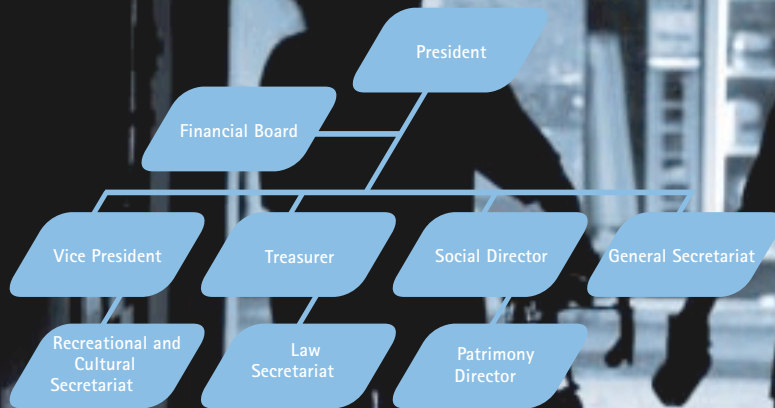 President
Financial Board
Vice President
Treasurer
Social Director
General Secretariat
Recreational and
Cultural
Secretariat
Law
Secretariat
Patrimony
Director